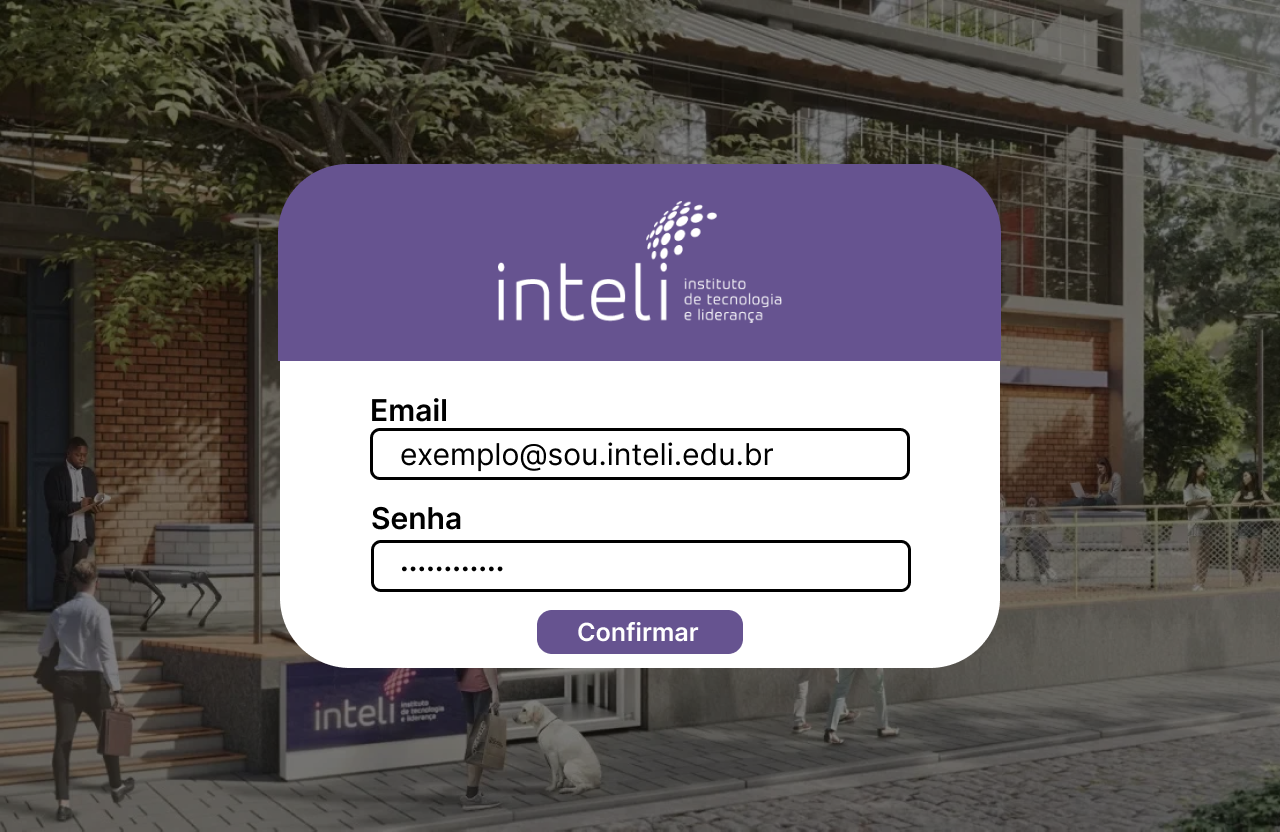 inteli
instituto
de tecnologia
e liderança
Email
exemplo@sou.inteli.edu.br
Senha
••••••••••••
Confirmar
inteli
instituto
de tecnologia
e liderança